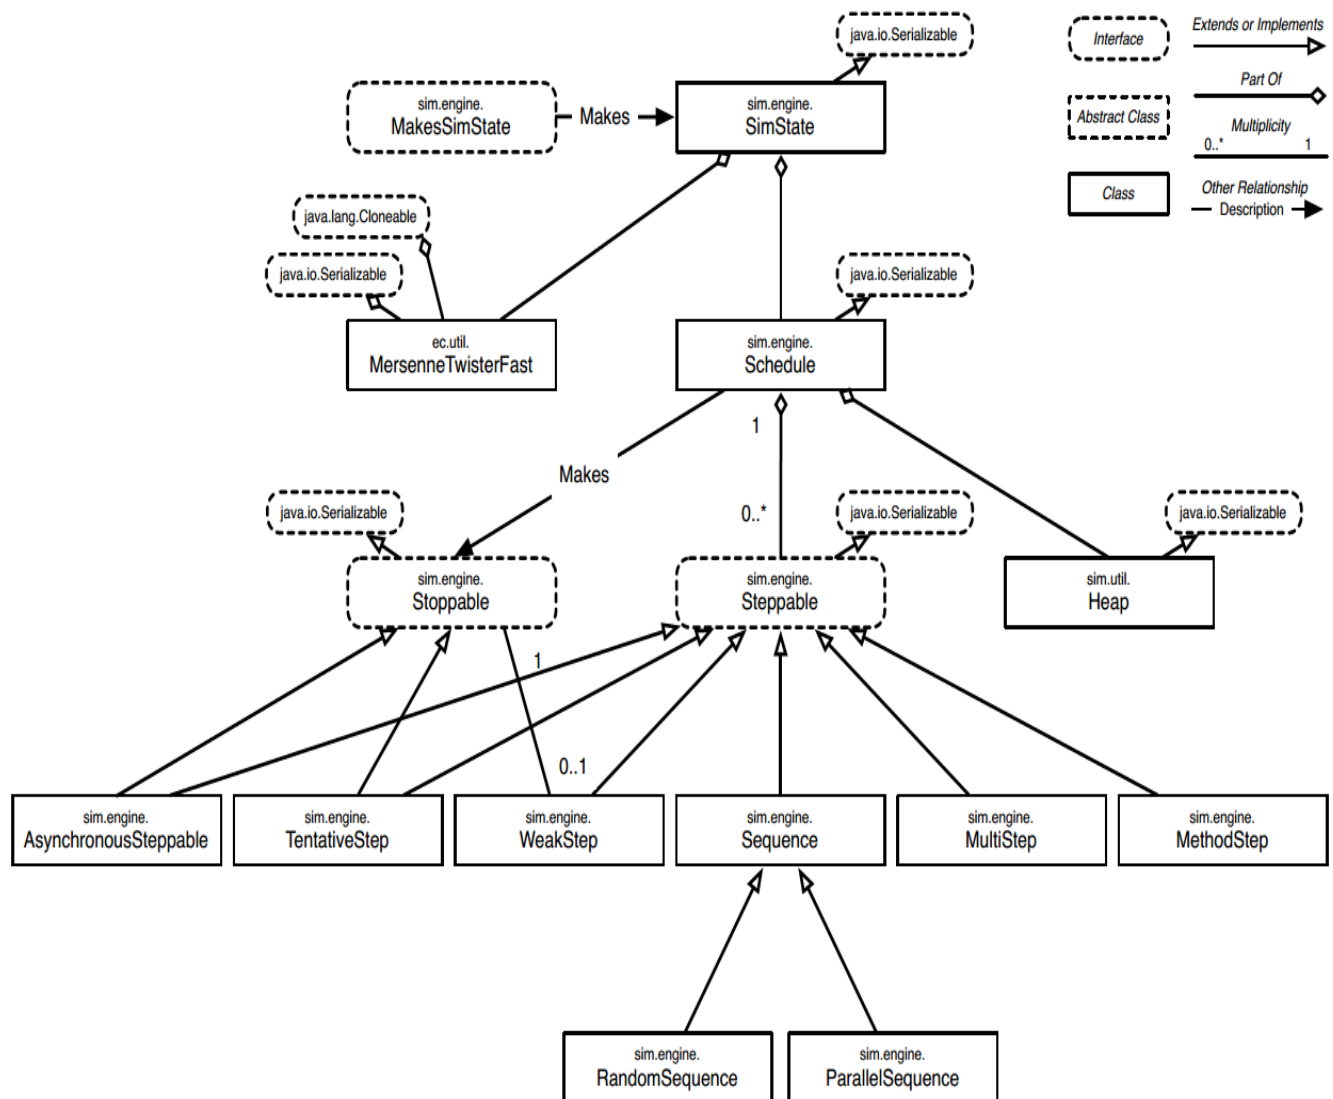 java.io.Serializable
Interface
Extends or Implements
sim.engine.
MakesSimState
Makes
sim.engine.
SimState
Part Of
Abstract Class
Multiplicity
0..*
1
Class
Other Relationship
Description
java.lang.Cloneable
java.io.Serializable
java.io.Serializable
ec.util.
MersenneTwisterFast
sim.engine.
Schedule
1
Makes
0..*
java.io.Serializable
java.io.Serializable
java.io.Serializable
sim.engine.
Stoppable
sim.engine.
Steppable
sim.util.
Heap
1
0..1
sim.engine.
AsynchronousSteppable
sim.engine.
TentativeStep
sim.engine.
WeakStep
sim.engine.
Sequence
sim.engine.
MultiStep
sim.engine.
MethodStep
sim.engine.
RandomSequence
sim.engine.
ParallelSequence